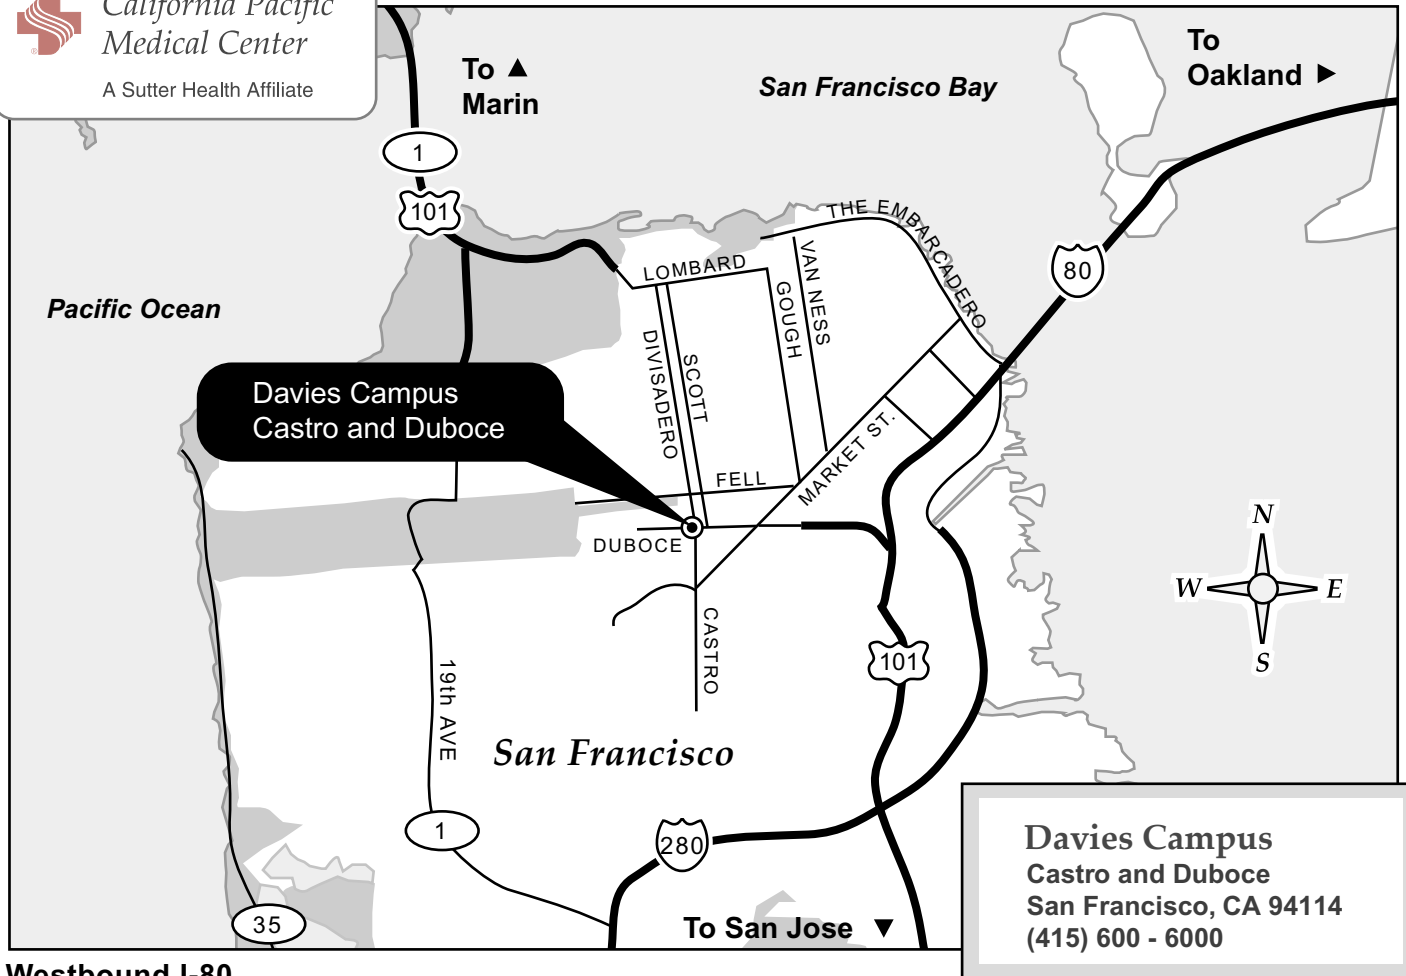 California Pacific
Medical Center
®
A Sutter Health Affiliate
To ▲
Marin
San Francisco Bay
To
Oakland ▶
1
101
80
Pacific Ocean
THE EMBARCADERO
LOMBARD
VAN NESS
GOUGH
DIVISADERO
SCOTT
Davies Campus
Castro and Duboce
MARKET ST.
FELL
DUBOCE
CASTRO
N
W E
S
101
19th AVE
San Francisco
1
280
35
To San Jose ▼
Davies Campus
Castro and Duboce
San Francisco, CA 94114
(415) 600 - 6000
Westbound I-80